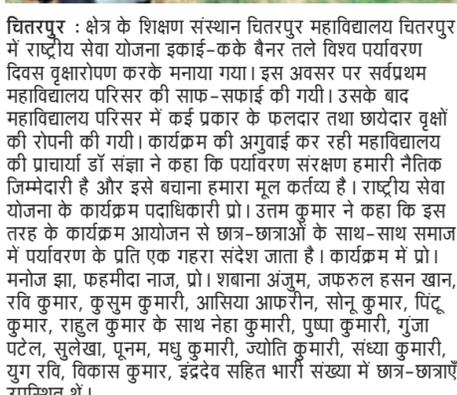 चितरपुर : क्षेत्र के शिक्षण संस्थान चितरपुर महाविद्यालय चितरपुर
में राष्ट्रीय सेवा योजना इकाई-कके बैनर तले विश्व पर्यावरण
दिवस वृक्षारोपण करके मनाया गया। इस अवसर पर सर्वप्रथम
महाविद्यालय परिसर की साफ-सफाई की गयी। उसके बाद
महाविद्यालय परिसर में कई प्रकार के फलदार तथा छायेदार वृक्षों
की रोपनी की गयी। कार्यक्रम की अगुवाई कर रही महाविद्यालय
की प्राचार्या डॉ संज्ञा ने कहा कि पर्यावरण संरक्षण हमारी नैतिक
जिम्मेदारी है और इसे बचाना हमारा मूल कर्तव्य है। राष्ट्रीय सेवा
योजना के कार्यक्रम पदाधिकारी प्रो। उत्तम कुमार ने कहा कि इस
तरह के कार्यक्रम आयोजन से छात्र-छात्राओं के साथ-साथ समाज
में पर्यावरण के प्रति एक गहरा संदेश जाता है। कार्यक्रम में प्रो।
मनोज झा, फहमीदा नाज, प्रो। शबाना अंजुम, जफरुल हसन खान,
रवि कुमार, कुसुम कुमारी, आसिया आफरीन, सोनू कुमार, पिंटू
कुमार, राहुल कुमार के साथ नेहा कुमारी, पुष्पा कुमारी, गुंजा
पटेल, सुलेखा, पूनम, मधु कुमारी, ज्योति कुमारी, संध्या कुमारी,
युग रवि, विकास कुमार, इंद्रदेव सहित भारी संख्या में छात्र-छात्राएँ
उपस्थित थें।